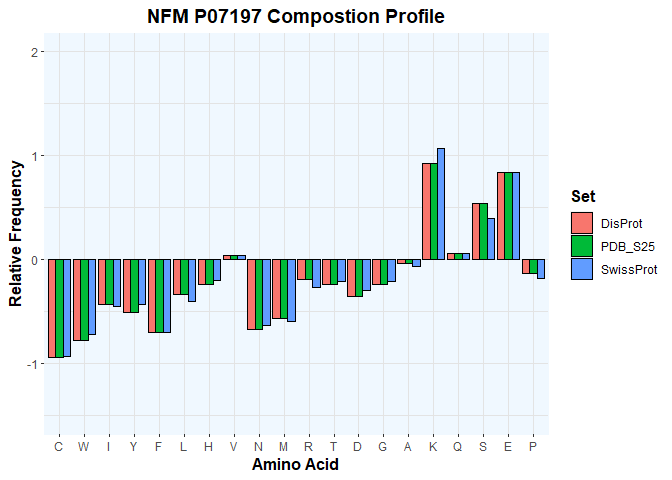 NFM P07197 Compostion Profile
2
1
0
-1
Relative Frequency
C W I Y F L H V N M R T D G A K Q S E P
Amino Acid
Set
DisProt
PDB_S25
SwissProt